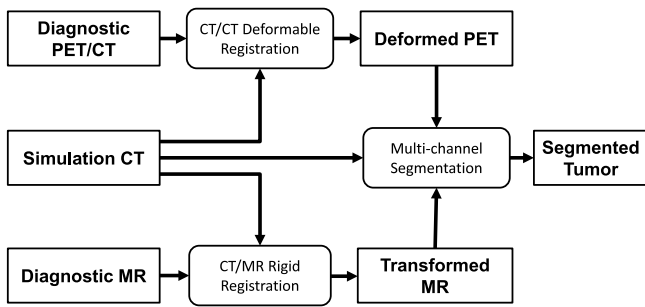 Diagnostic
PET/CT
CT/CT Deformable
Registration
Deformed PET
Simulation CT
Multi-channel
Segmentation
Segmented
Tumor
Diagnostic MR
CT/MR Rigid
Registration
Transformed
MR